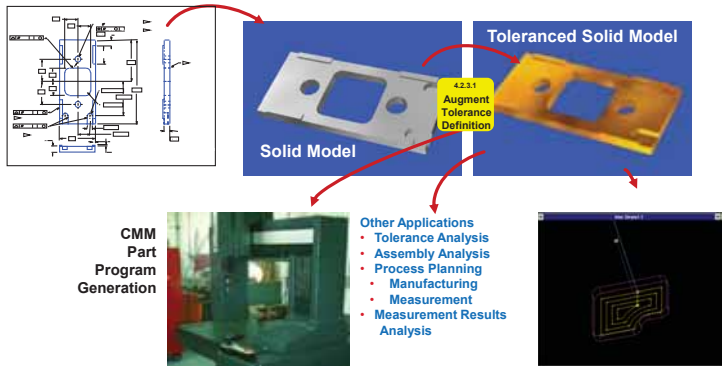 Toleranced Solid Model
4.2.3.1
Augment
Tolerance
Definition
Solid Model
CMM
Part
Program
Generation
Other Applications
• Tolerance Analysis
• Assembly Analysis
• Process Planning
• Manufacturing
• Measurement
• Measurement Results
Analysis